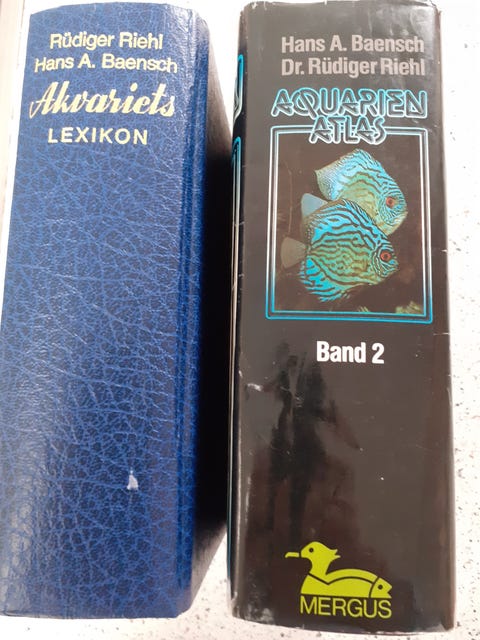 Rüdiger Riehl
Hans A. Baensch
Akvariets
LEXIKON
Hans A. Baensch
Dr. Rüdiger Riehl
AQUARIEN
ATLAS
Band 2
MERGUS